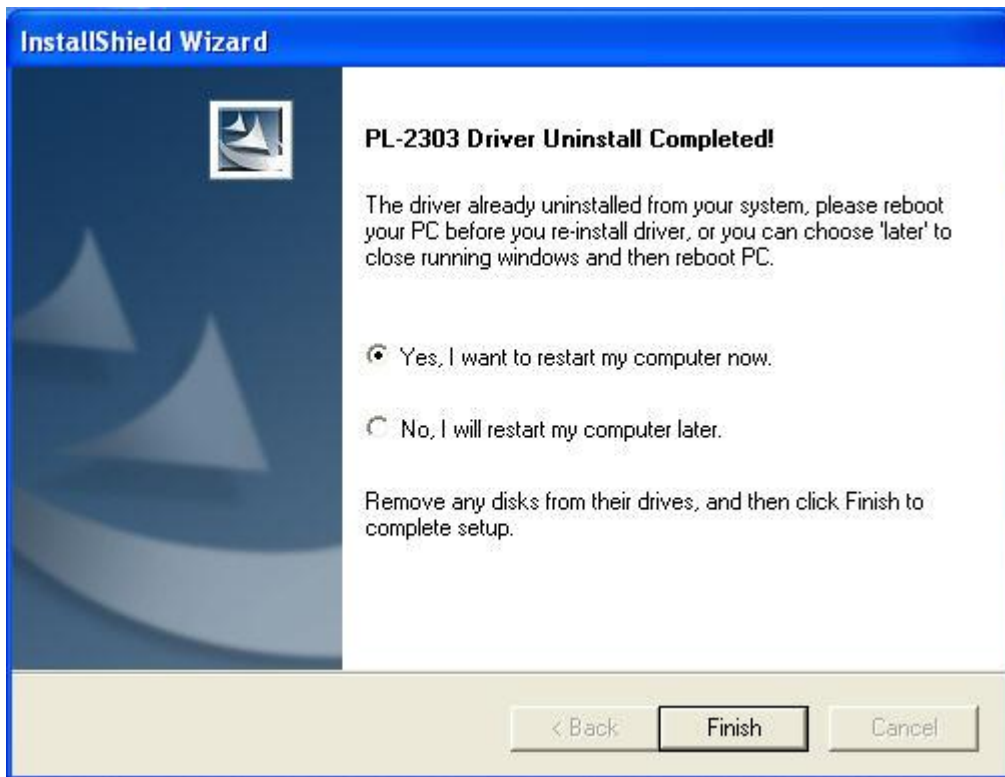 InstallShield Wizard
PL-2303 Driver Uninstall Completed!
The driver already uninstalled from your system, please reboot
your PC before you re-install driver, or you can choose 'later' to
close running windows and then reboot PC.
Yes, I want to restart my computer now.
No, I will restart my computer later.
Remove any disks from their drives, and then click Finish to
complete setup.
< Back
Finish
Cancel